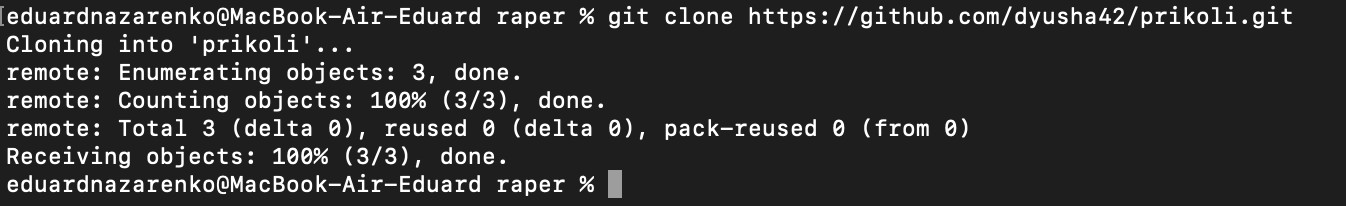 eduardnazarenko@MacBook-Air-Eduard raper % git clone https://github.com/dyusha42/prikoli.git
Cloning into 'prikoli'...
remote: Enumerating objects: 3, done.
remote: Counting objects: 100% (3/3), done.
remote: Total 3 (delta 0), reused 0 (delta 0), pack-reused 0 (from 0)
Receiving objects: 100% (3/3), done.
eduardnazarenko@MacBook-Air-Eduard raper %